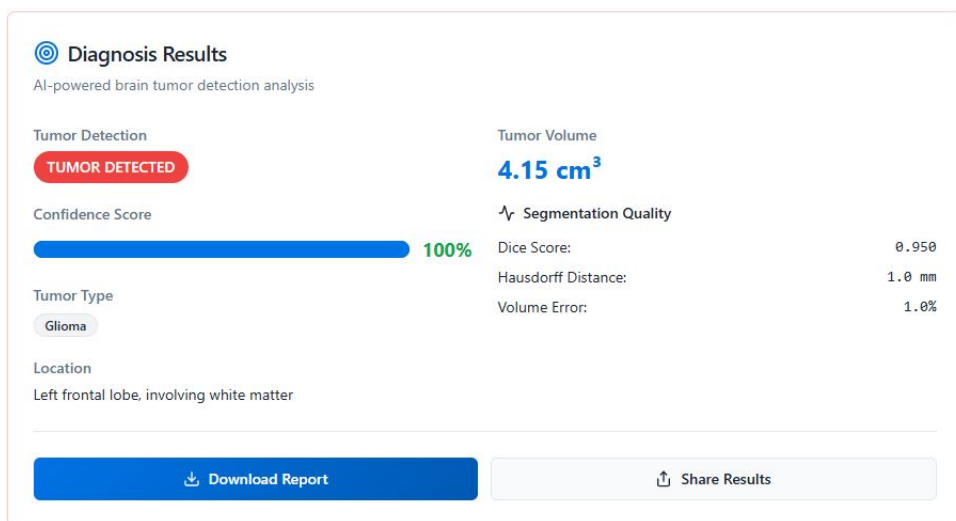 Diagnosis Results
AI-powered brain tumor detection analysis
Tumor Detection
TUMOR DETECTED
Confidence Score
100%
Tumor Type
Glioma
Location
Left frontal lobe, involving white matter
Tumor Volume
4.15 cm³
Segmentation Quality
Dice Score: 0.950
Hausdorff Distance: 1.0 mm
Volume Error: 1.0%
Download Report
Share Results